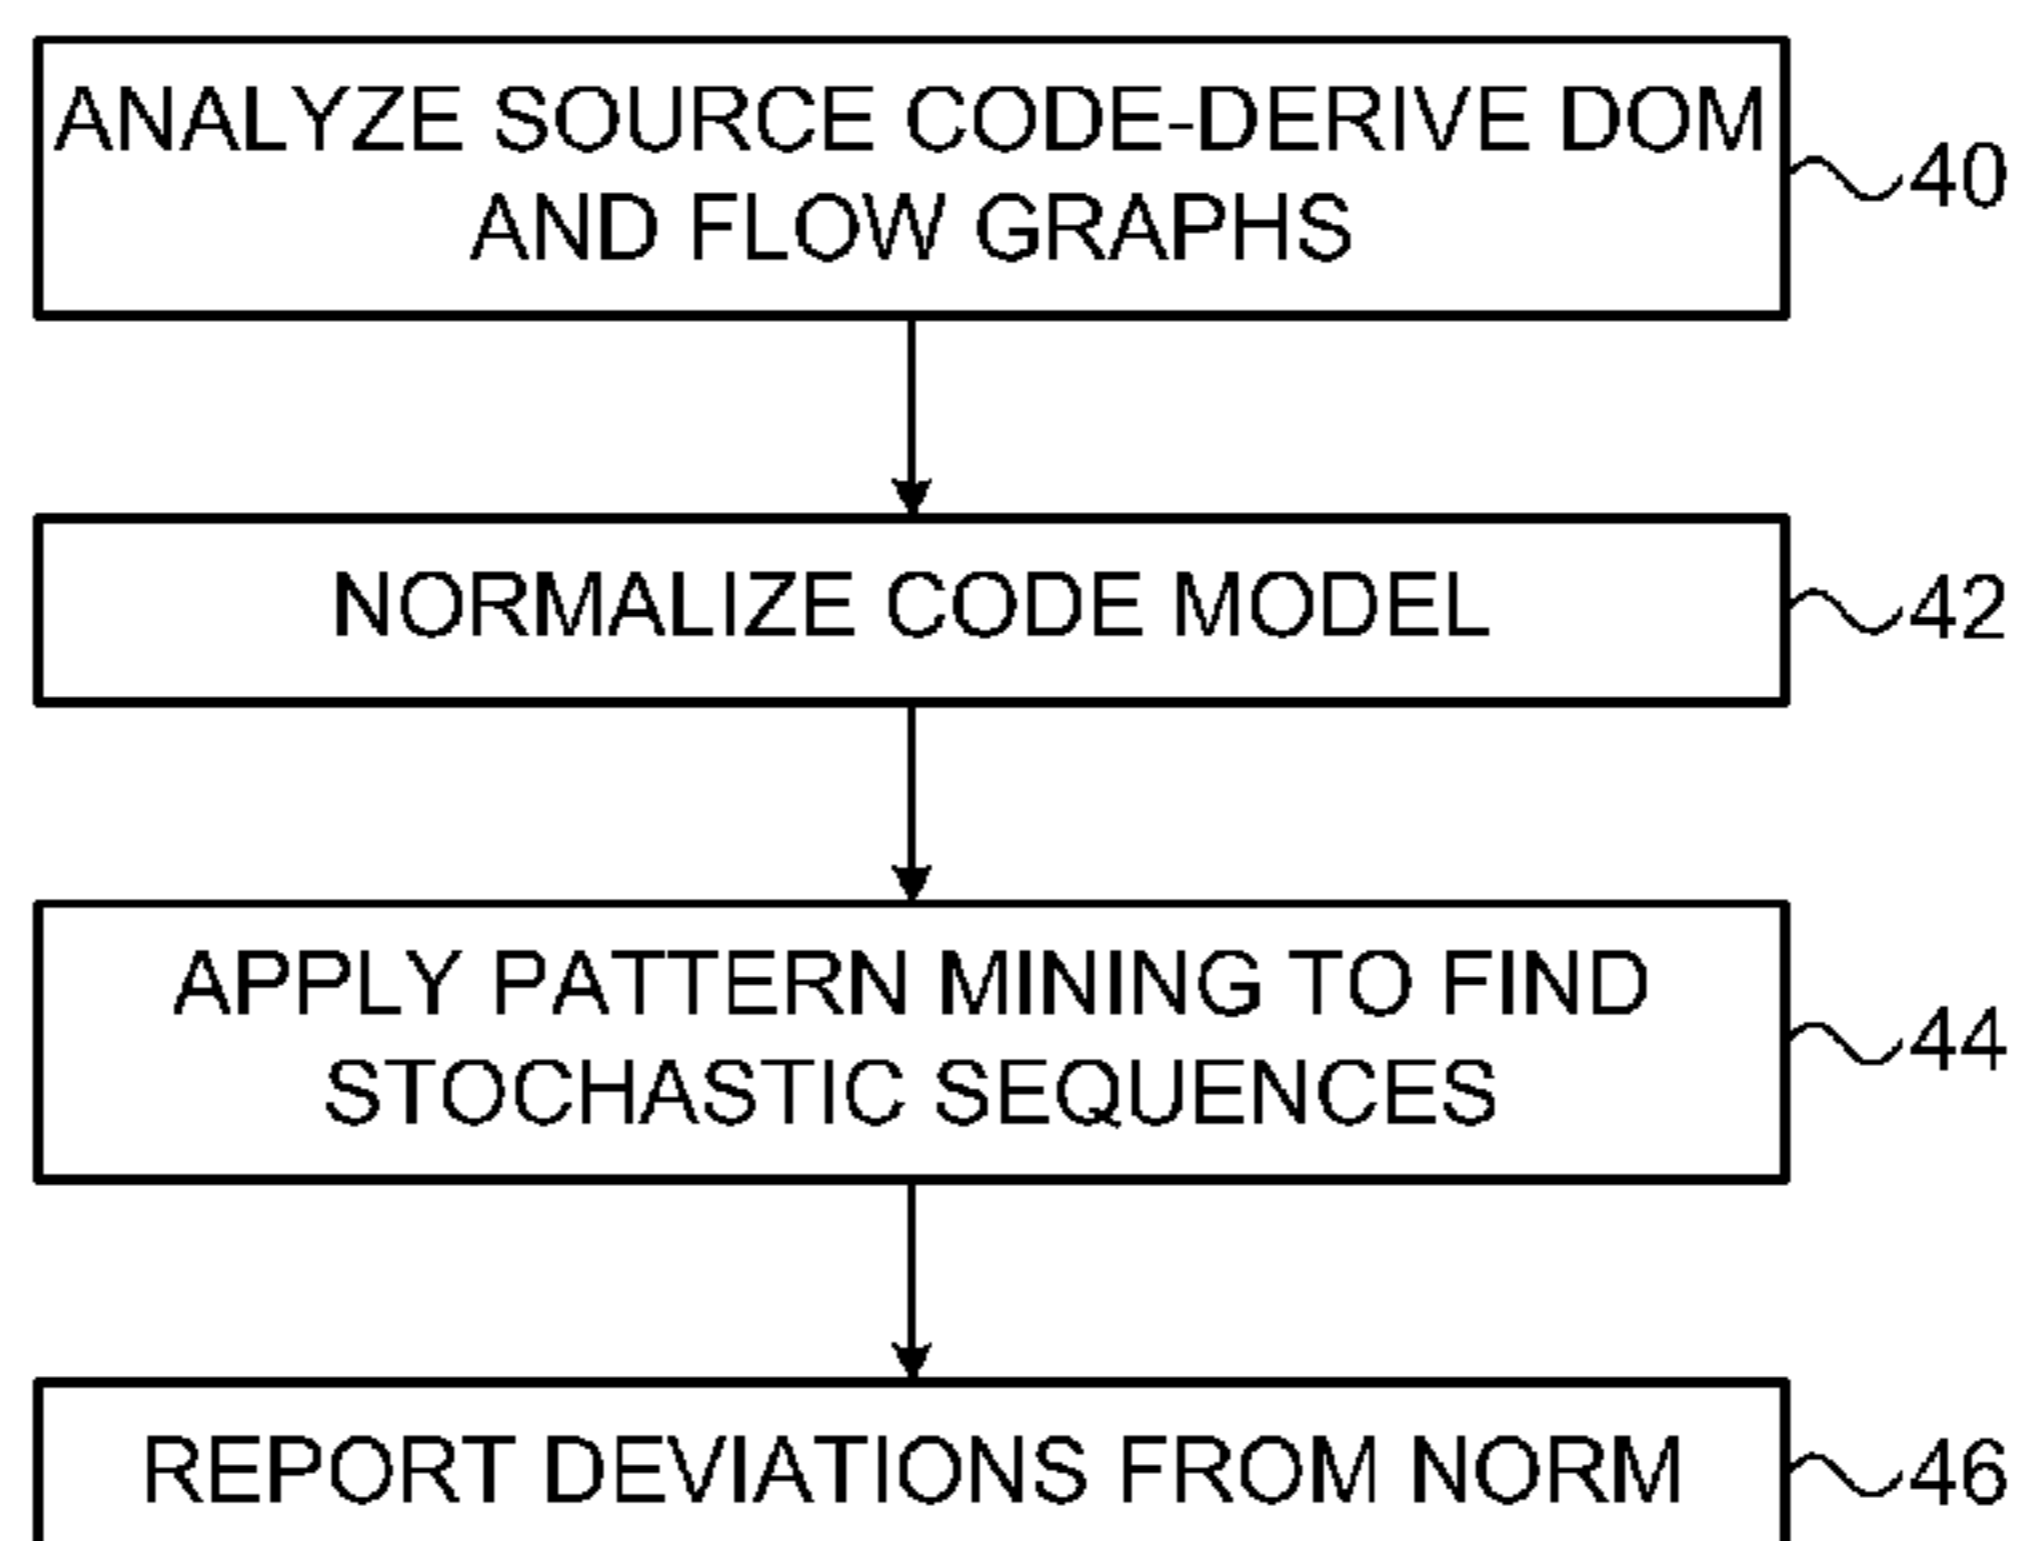 ANALYZE SOURCE CODE-DERIVE DOM
AND FLOW GRAPHS
40
NORMALIZE CODE MODEL
42
APPLY PATTERN MINING TO FIND
STOCHASTIC SEQUENCES
44
REPORT DEVIATIONS FROM NORM
46